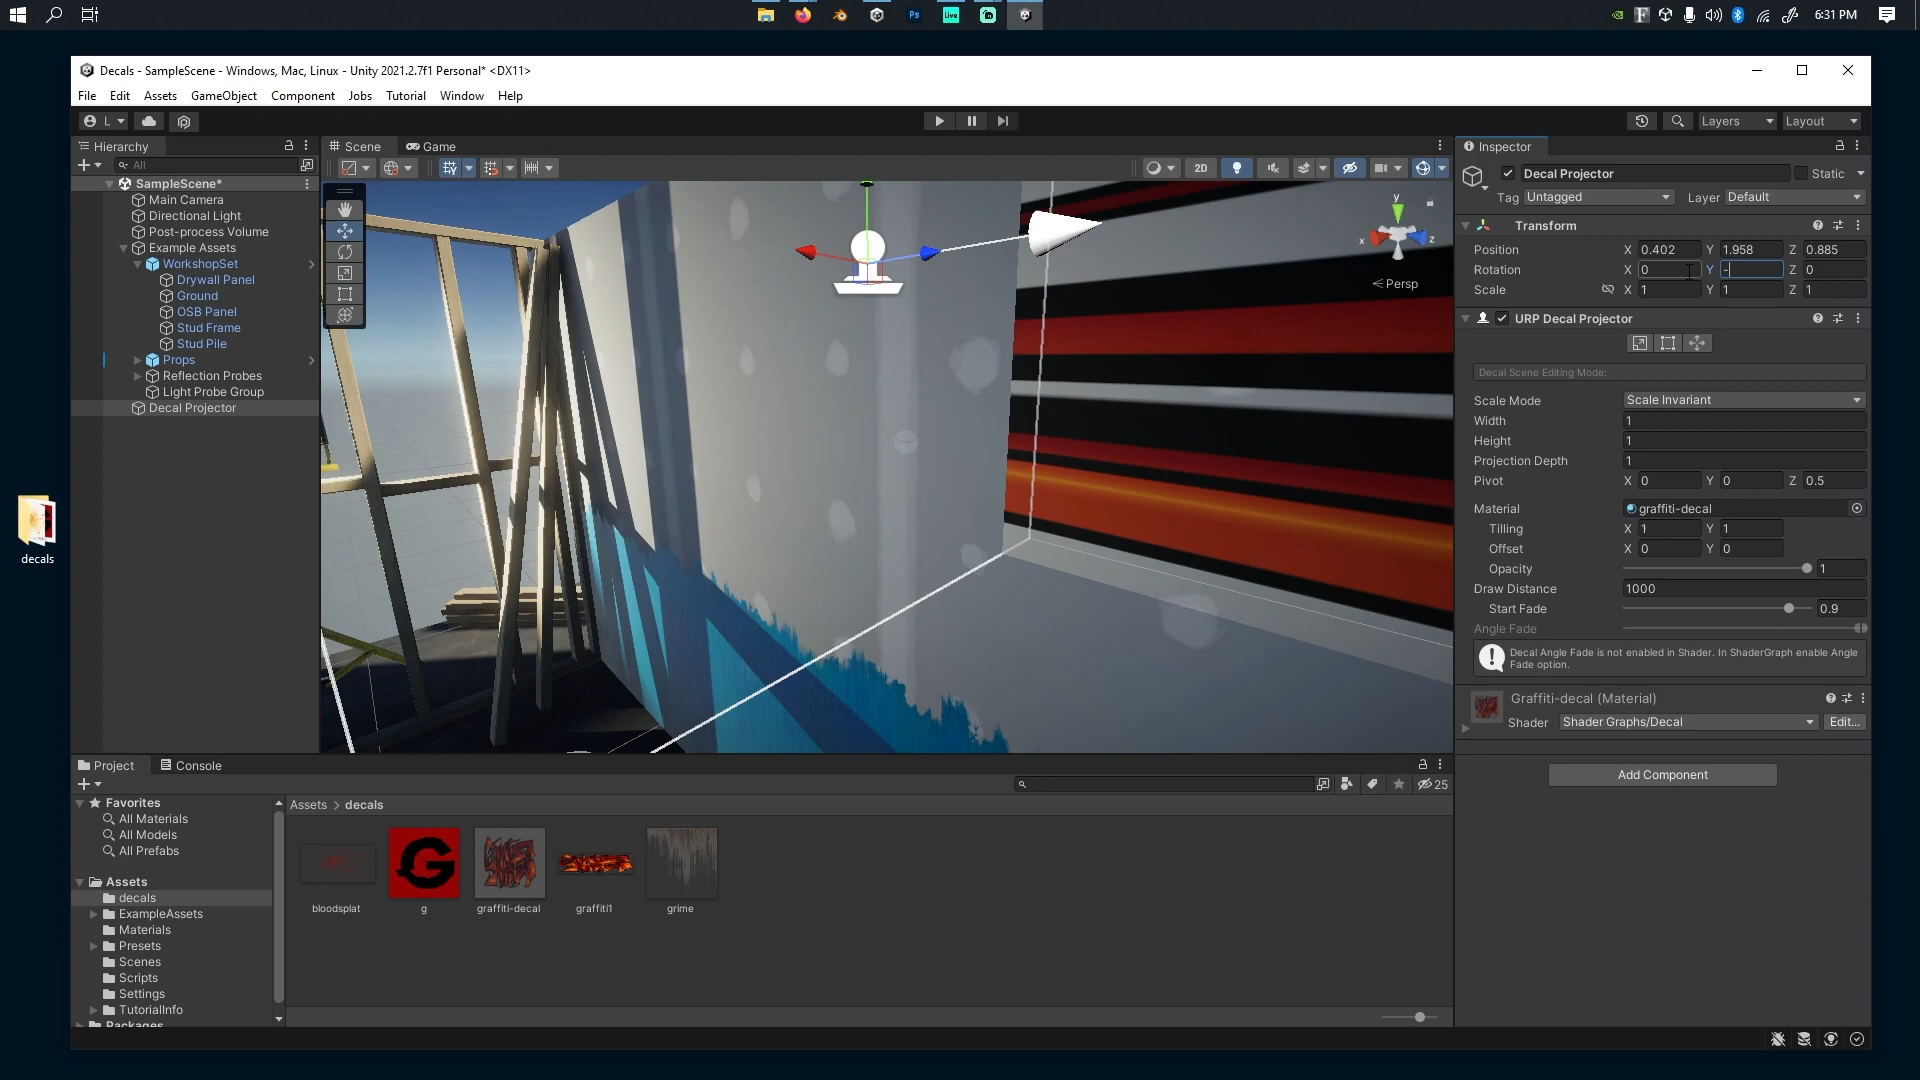 6:31 PM
Ps
Live
F
decals
Decals - SampleScene - Windows, Mac, Linux - Unity 2021.2.7f1 Personal* <DX11>
File Edit Assets GameObject Component Jobs Tutorial Window Help
L
Layers Layout
Hierarchy
All
SampleScene*
Main Camera
Directional Light
Post-process Volume
Example Assets
WorkshopSet
Drywall Panel
Ground
OSB Panel
Stud Frame
Stud Pile
Props
Reflection Probes
Light Probe Group
Decal Projector
Scene Game
2D
y
x z
< Persp
Inspector
Decal Projector Static
Tag Untagged Layer Default
Transform
Position X 0.402 Y 1.958 Z 0.885
Rotation X 0 Y - Z 0
Scale X 1 Y 1 Z 1
URP Decal Projector
Decal Scene Editing Mode:
Scale Mode Scale Invariant
Width 1
Height 1
Projection Depth 1
Pivot X 0 Y 0 Z 0.5
Material graffiti-decal
Tilling X 1 Y 1
Offset X 0 Y 0
Opacity 1
Draw Distance 1000
Start Fade 0.9
Angle Fade
Decal Angle Fade is not enabled in Shader. In ShaderGraph enable Angle
Fade option.
Graffiti-decal (Material)
Shader Shader Graphs/Decal Edit...
Add Component
Project Console
25
Favorites
All Materials
All Models
All Prefabs
Assets
decals
ExampleAssets
Materials
Presets
Scenes
Scripts
Settings
TutorialInfo
Packages
Assets > decals
G
bloodsplat g graffiti-decal graffiti1 grime